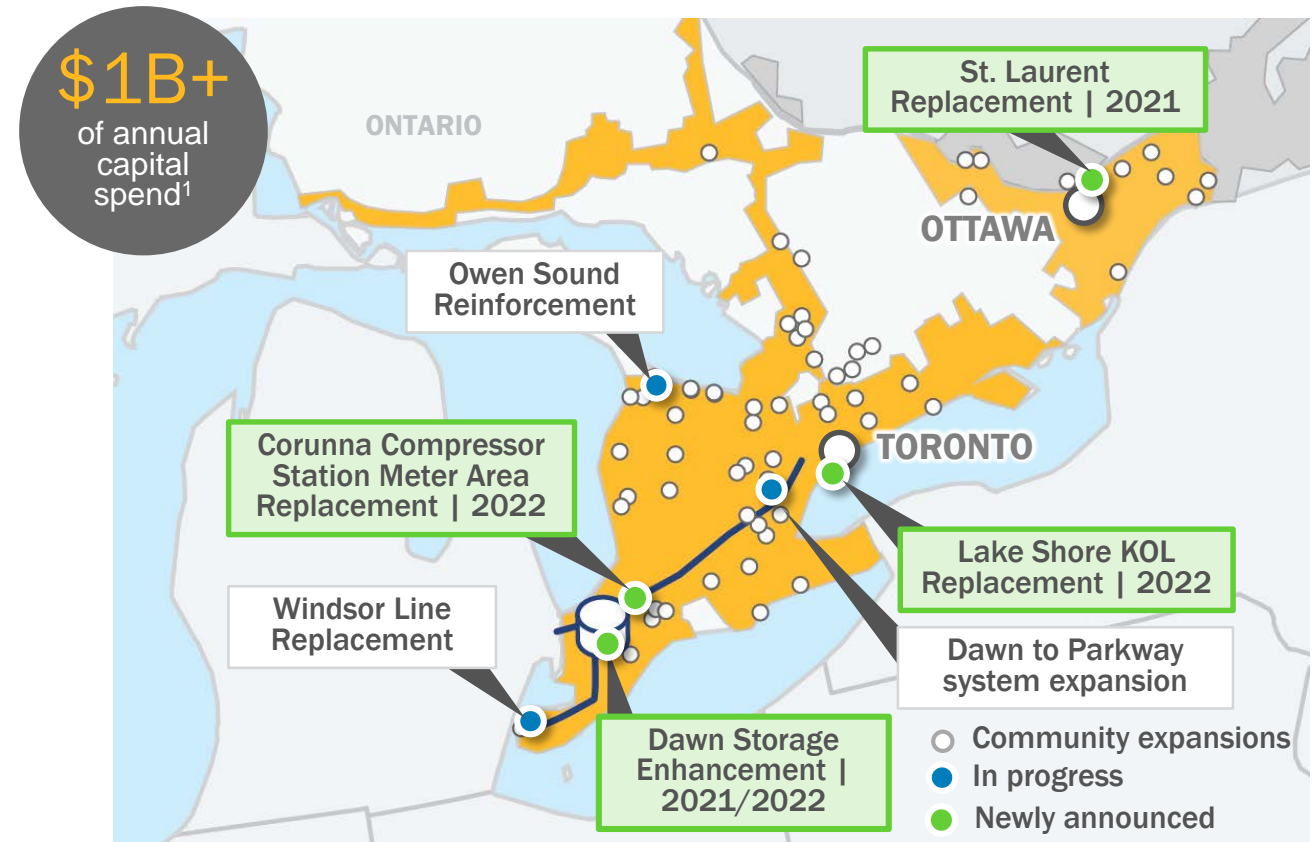 $1B+
of annual
capital
spend1
ONTARIO
St. Laurent
Replacement | 2021
OTTAWA
Owen Sound
Reinforcement
Corunna Compressor
Station Meter Area
Replacement | 2022
TORONTO
Lake Shore KOL
Replacement | 2022
Windsor Line
Replacement
Dawn to Parkway
system expansion
Dawn Storage
Enhancement |
2021/2022
Community expansions
In progress
Newly announced